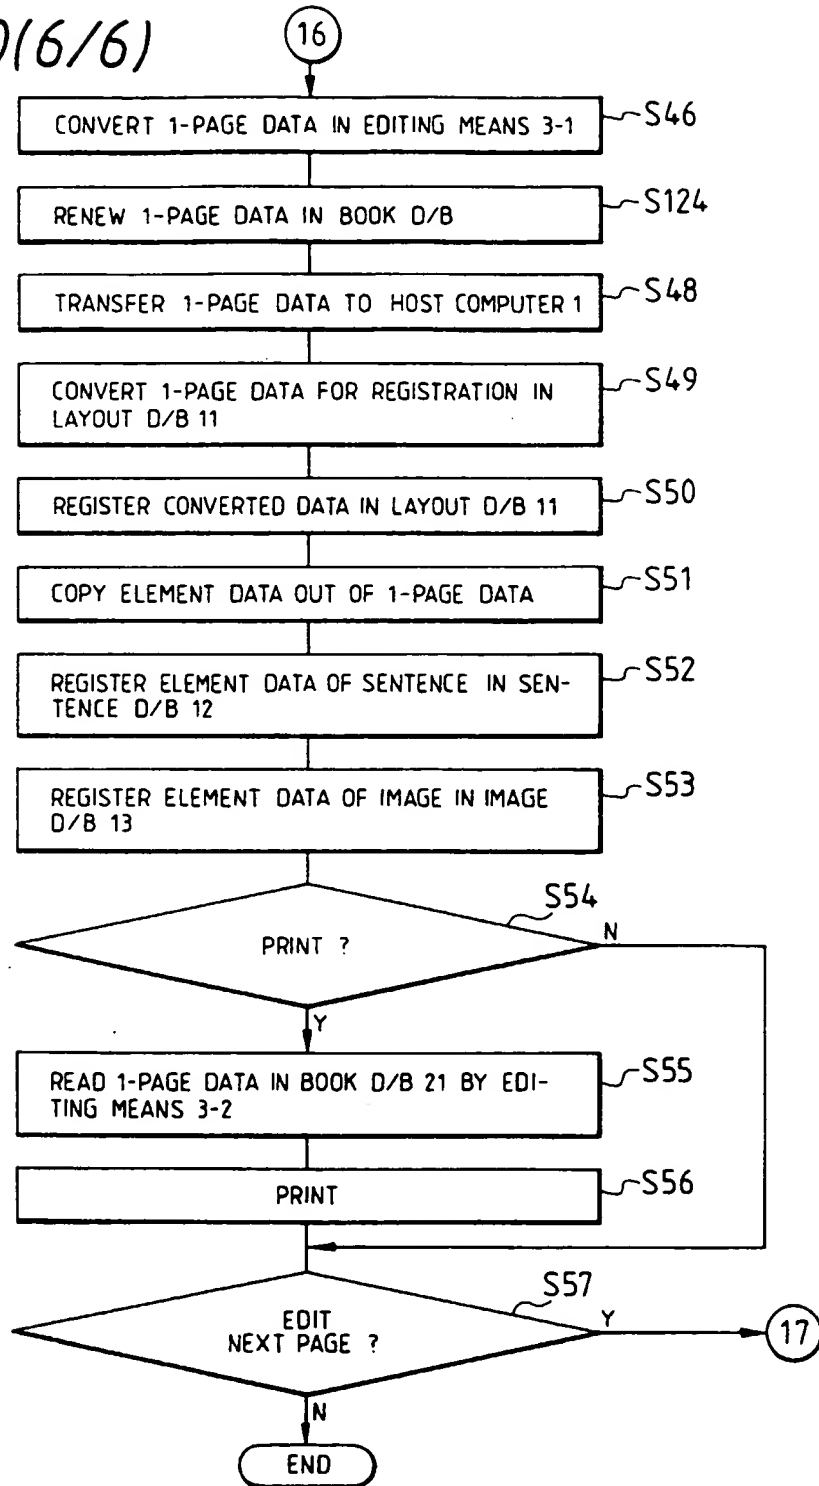 0(6/6)
16
CONVERT 1-PAGE DATA IN EDITING MEANS 3-1
S46
RENEW 1-PAGE DATA IN BOOK D/B
S124
TRANSFER 1-PAGE DATA TO HOST COMPUTER 1
S48
CONVERT 1-PAGE DATA FOR REGISTRATION IN
LAYOUT D/B 11
S49
REGISTER CONVERTED DATA IN LAYOUT D/B 11
S50
COPY ELEMENT DATA OUT OF 1-PAGE DATA
S51
REGISTER ELEMENT DATA OF SENTENCE IN SEN-
TENCE D/B 12
S52
REGISTER ELEMENT DATA OF IMAGE IN IMAGE
D/B 13
S53
S54
PRINT ?
N
Y
READ 1-PAGE DATA IN BOOK D/B 21 BY EDI-
TING MEANS 3-2
S55
PRINT
S56
S57
EDIT
NEXT PAGE ?
Y
17
N
END